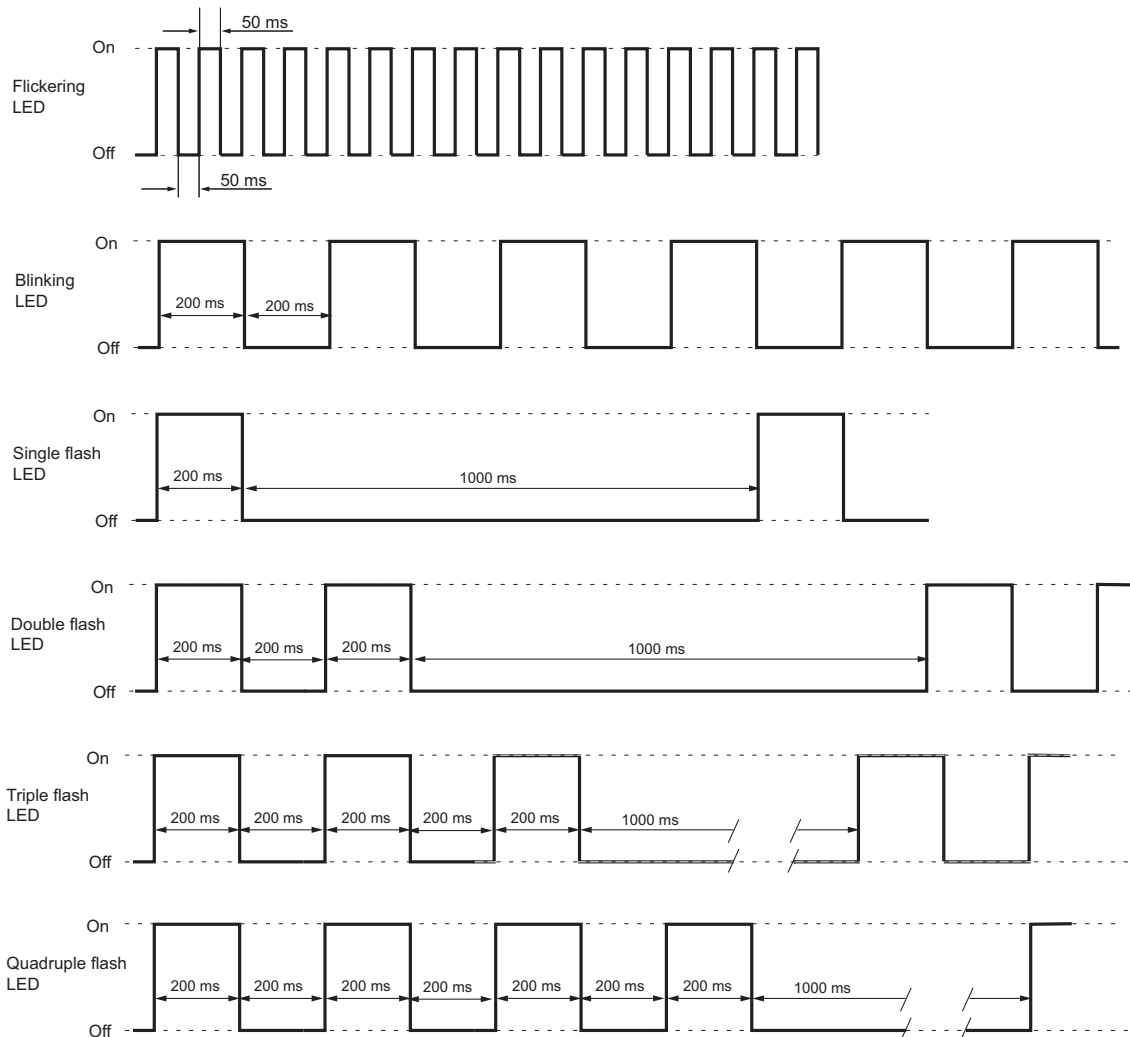 50 ms
On
Flickering
LED
Off
50 ms
On
Blinking
LED
200 ms 200 ms
Off
On
Single flash
LED
200 ms 1000 ms
Off
On
Double flash
LED
200 ms 200 ms 200 ms 1000 ms
Off
On
Triple flash
LED
200 ms 200 ms 200 ms 200 ms 200 ms 1000 ms
Off
On
Quadruple flash
LED
200 ms 200 ms 200 ms 200 ms 200 ms 200 ms 200 ms 1000 ms
Off